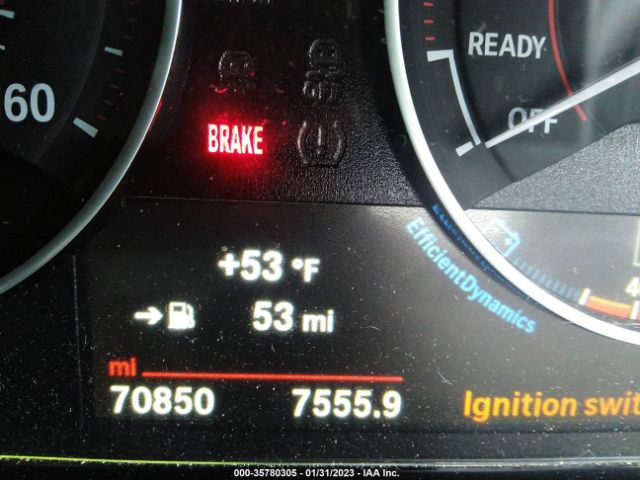 60
READY
OFF
BRAKE
+53 °F
53 mi
EfficientDynamics
mi
70850 7555.9
Ignition swit
000-35780305 - 01/31/2023 - IAA Inc.